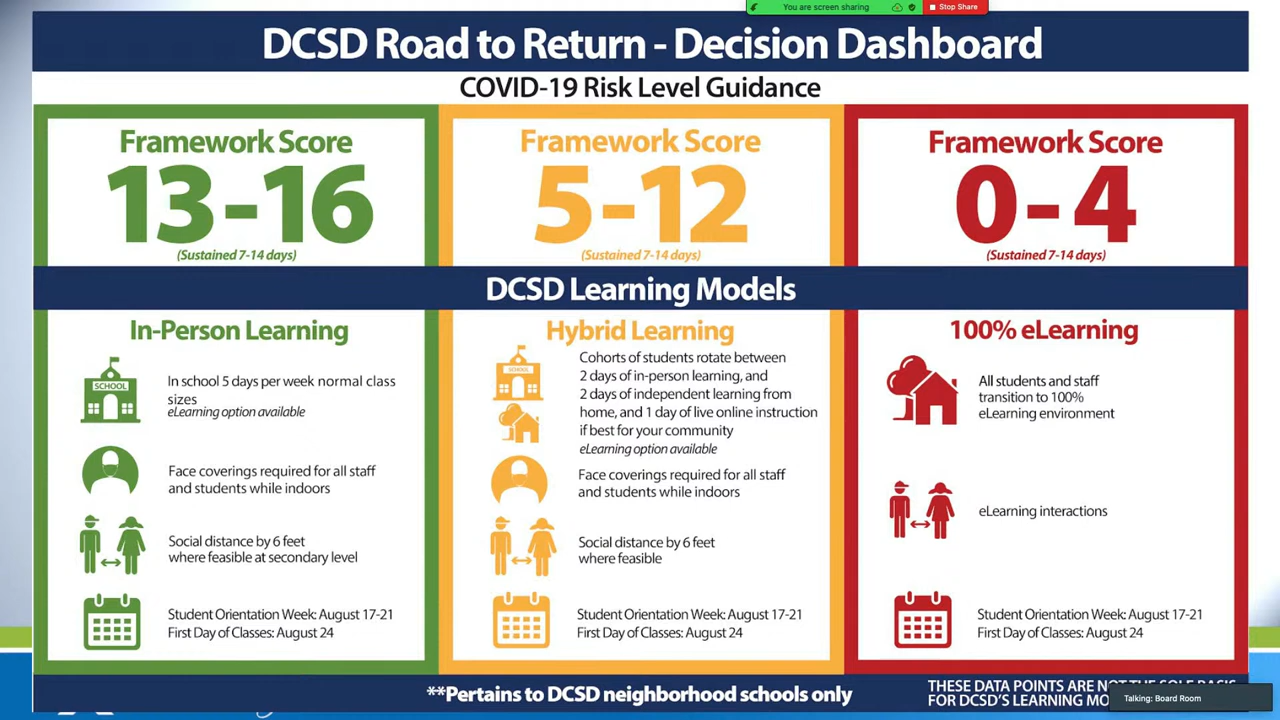 You are screen sharing
Stop Share
DCSD Road to Return - Decision Dashboard
COVID-19 Risk Level Guidance
Framework Score
13-16
(Sustained 7-14 days)
Framework Score
5-12
(Sustained 7-14 days)
Framework Score
0-4
(Sustained 7-14 days)
DCSD Learning Models
In-Person Learning
SCHOOL
In school 5 days per week normal class
sizes
eLearning option available
Face coverings required for all staff
and students while indoors
Social distance by 6 feet
where feasible at secondary level
Student Orientation Week: August 17-21
First Day of Classes: August 24
Hybrid Learning
SCHOOL
Cohorts of students rotate between
2 days of in-person learning, and
2 days of independent learning from
home, and 1 day of live online instruction
if best for your community
eLearning option available
Face coverings required for all staff
and students while indoors
Social distance by 6 feet
where feasible
Student Orientation Week: August 17-21
First Day of Classes: August 24
100% eLearning
All students and staff
transition to 100%
eLearning environment
eLearning interactions
Student Orientation Week: August 17-21
First Day of Classes: August 24
**Pertains to DCSD neighborhood schools only
THESE DATA POINTS ARE NOT THE SOLE BASIS
FOR DCSD'S LEARNING
Talking: Board Room